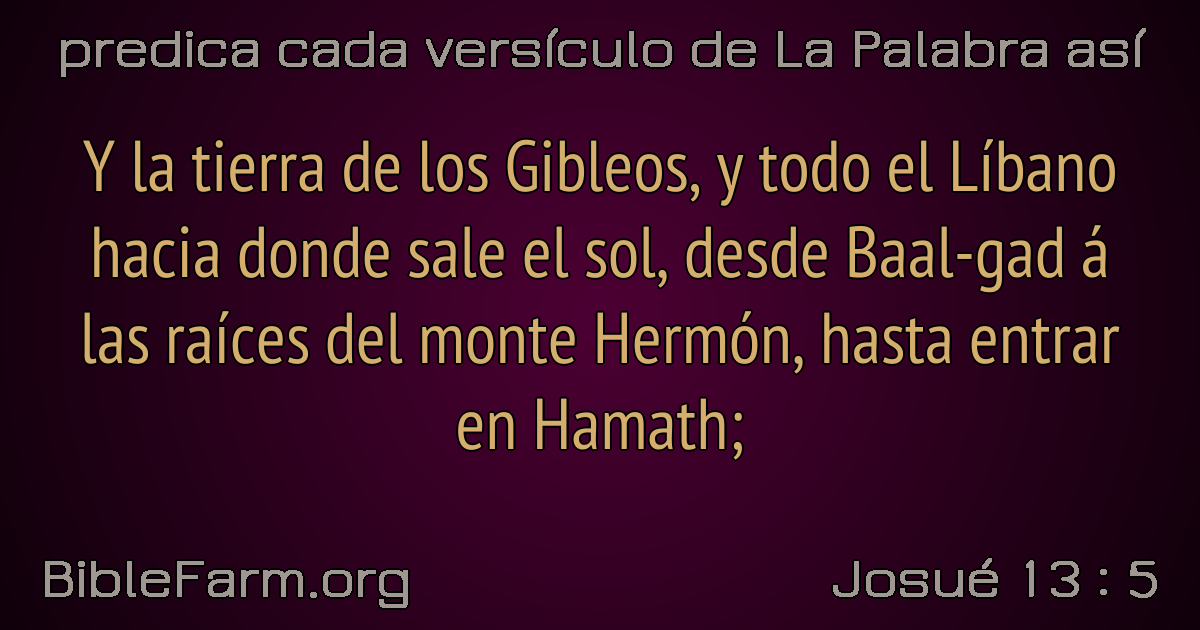 predica cada versículo de La Palabra así
Y la tierra de los Gibleos, y todo el Líbano
hacia donde sale el sol, desde Baal-gad á
las raíces del monte Hermón, hasta entrar
en Hamath;
BibleFarm.org
Josué 13 : 5